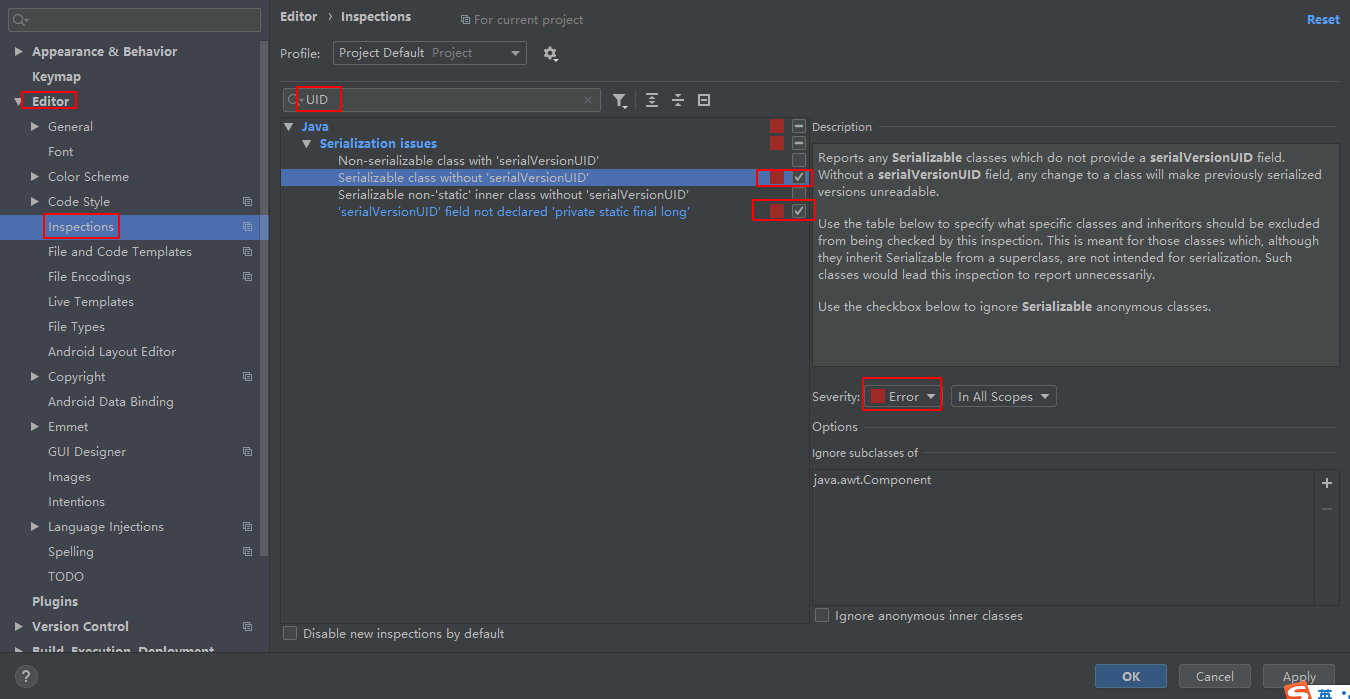 Editor › Inspections
For current project
Reset
Appearance & Behavior
Keymap
Editor
General
Font
Color Scheme
Code Style
Inspections
File and Code Templates
File Encodings
Live Templates
File Types
Android Layout Editor
Copyright
Android Data Binding
Emmet
GUI Designer
Images
Intentions
Language Injections
Spelling
TODO
Plugins
Version Control
Build, Execution, Deployment
?
Profile: Project Default Project
UID
Java
Serialization issues
Non-serializable class with 'serialVersionUID'
Serializable class without 'serialVersionUID'
Serializable non-'static' inner class without 'serialVersionUID'
'serialVersionUID' field not declared 'private static final long'
Disable new inspections by default
Description
Reports any Serializable classes which do not provide a serialVersionUID field.
Without a serialVersionUID field, any change to a class will make previously serialized
versions unreadable.
Use the table below to specify what specific classes and inheritors should be excluded
from being checked by this inspection. This is meant for those classes which, although
they inherit Serializable from a superclass, are not intended for serialization. Such
classes would lead this inspection to report unnecessarily.
Use the checkbox below to ignore Serializable anonymous classes.
Severity: Error In All Scopes
Options
Ignore subclasses of
java.awt.Component
Ignore anonymous inner classes
OK Cancel Apply
S 英